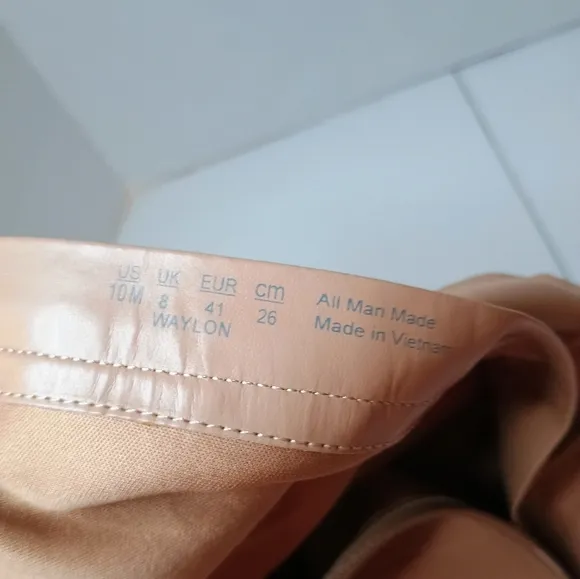 US UK EUR cm
10M 8 41 26
WAYLON
All Man Made
Made in Vietnam